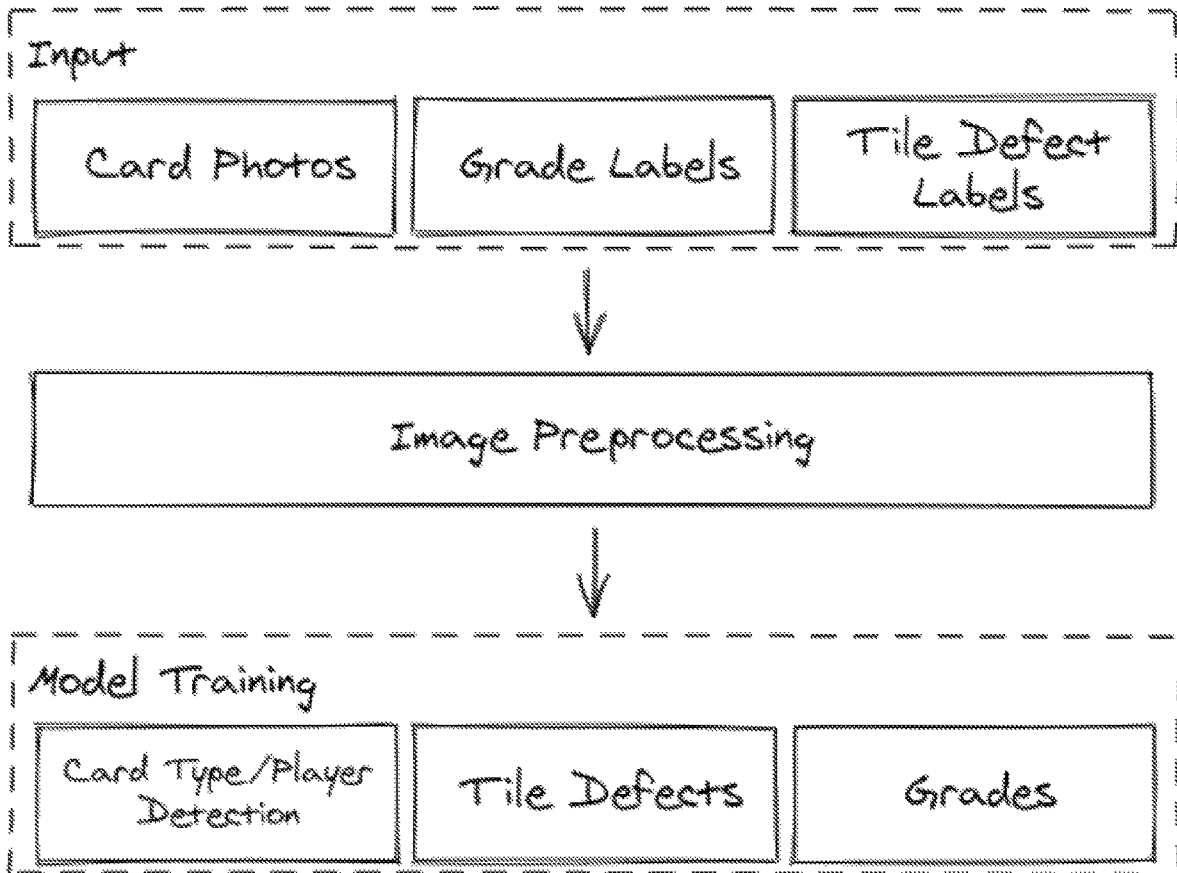 Input
Card Photos
Grade Labels
Tile Defect
Labels
Image Preprocessing
Model Training
Card Type/Player
Detection
Tile Defects
Grades